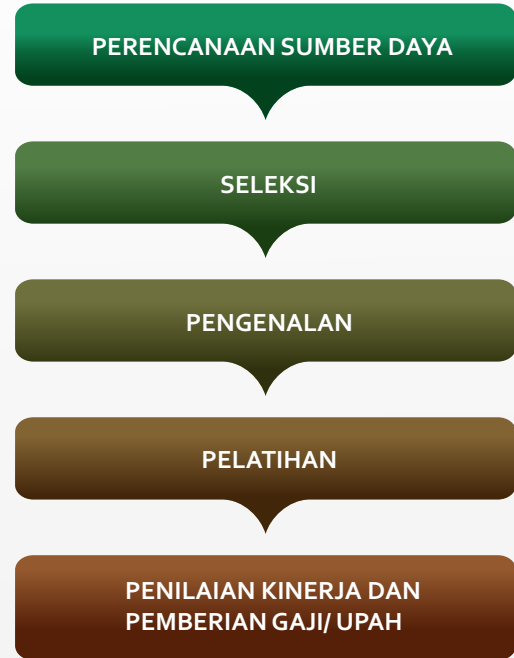 PERENCANAAN SUMBER DAYA
SELEKSI
PENGENALAN
PELATIHAN
PENILAIAN KINERJA DAN
PEMBERIAN GAJI/ UPAH